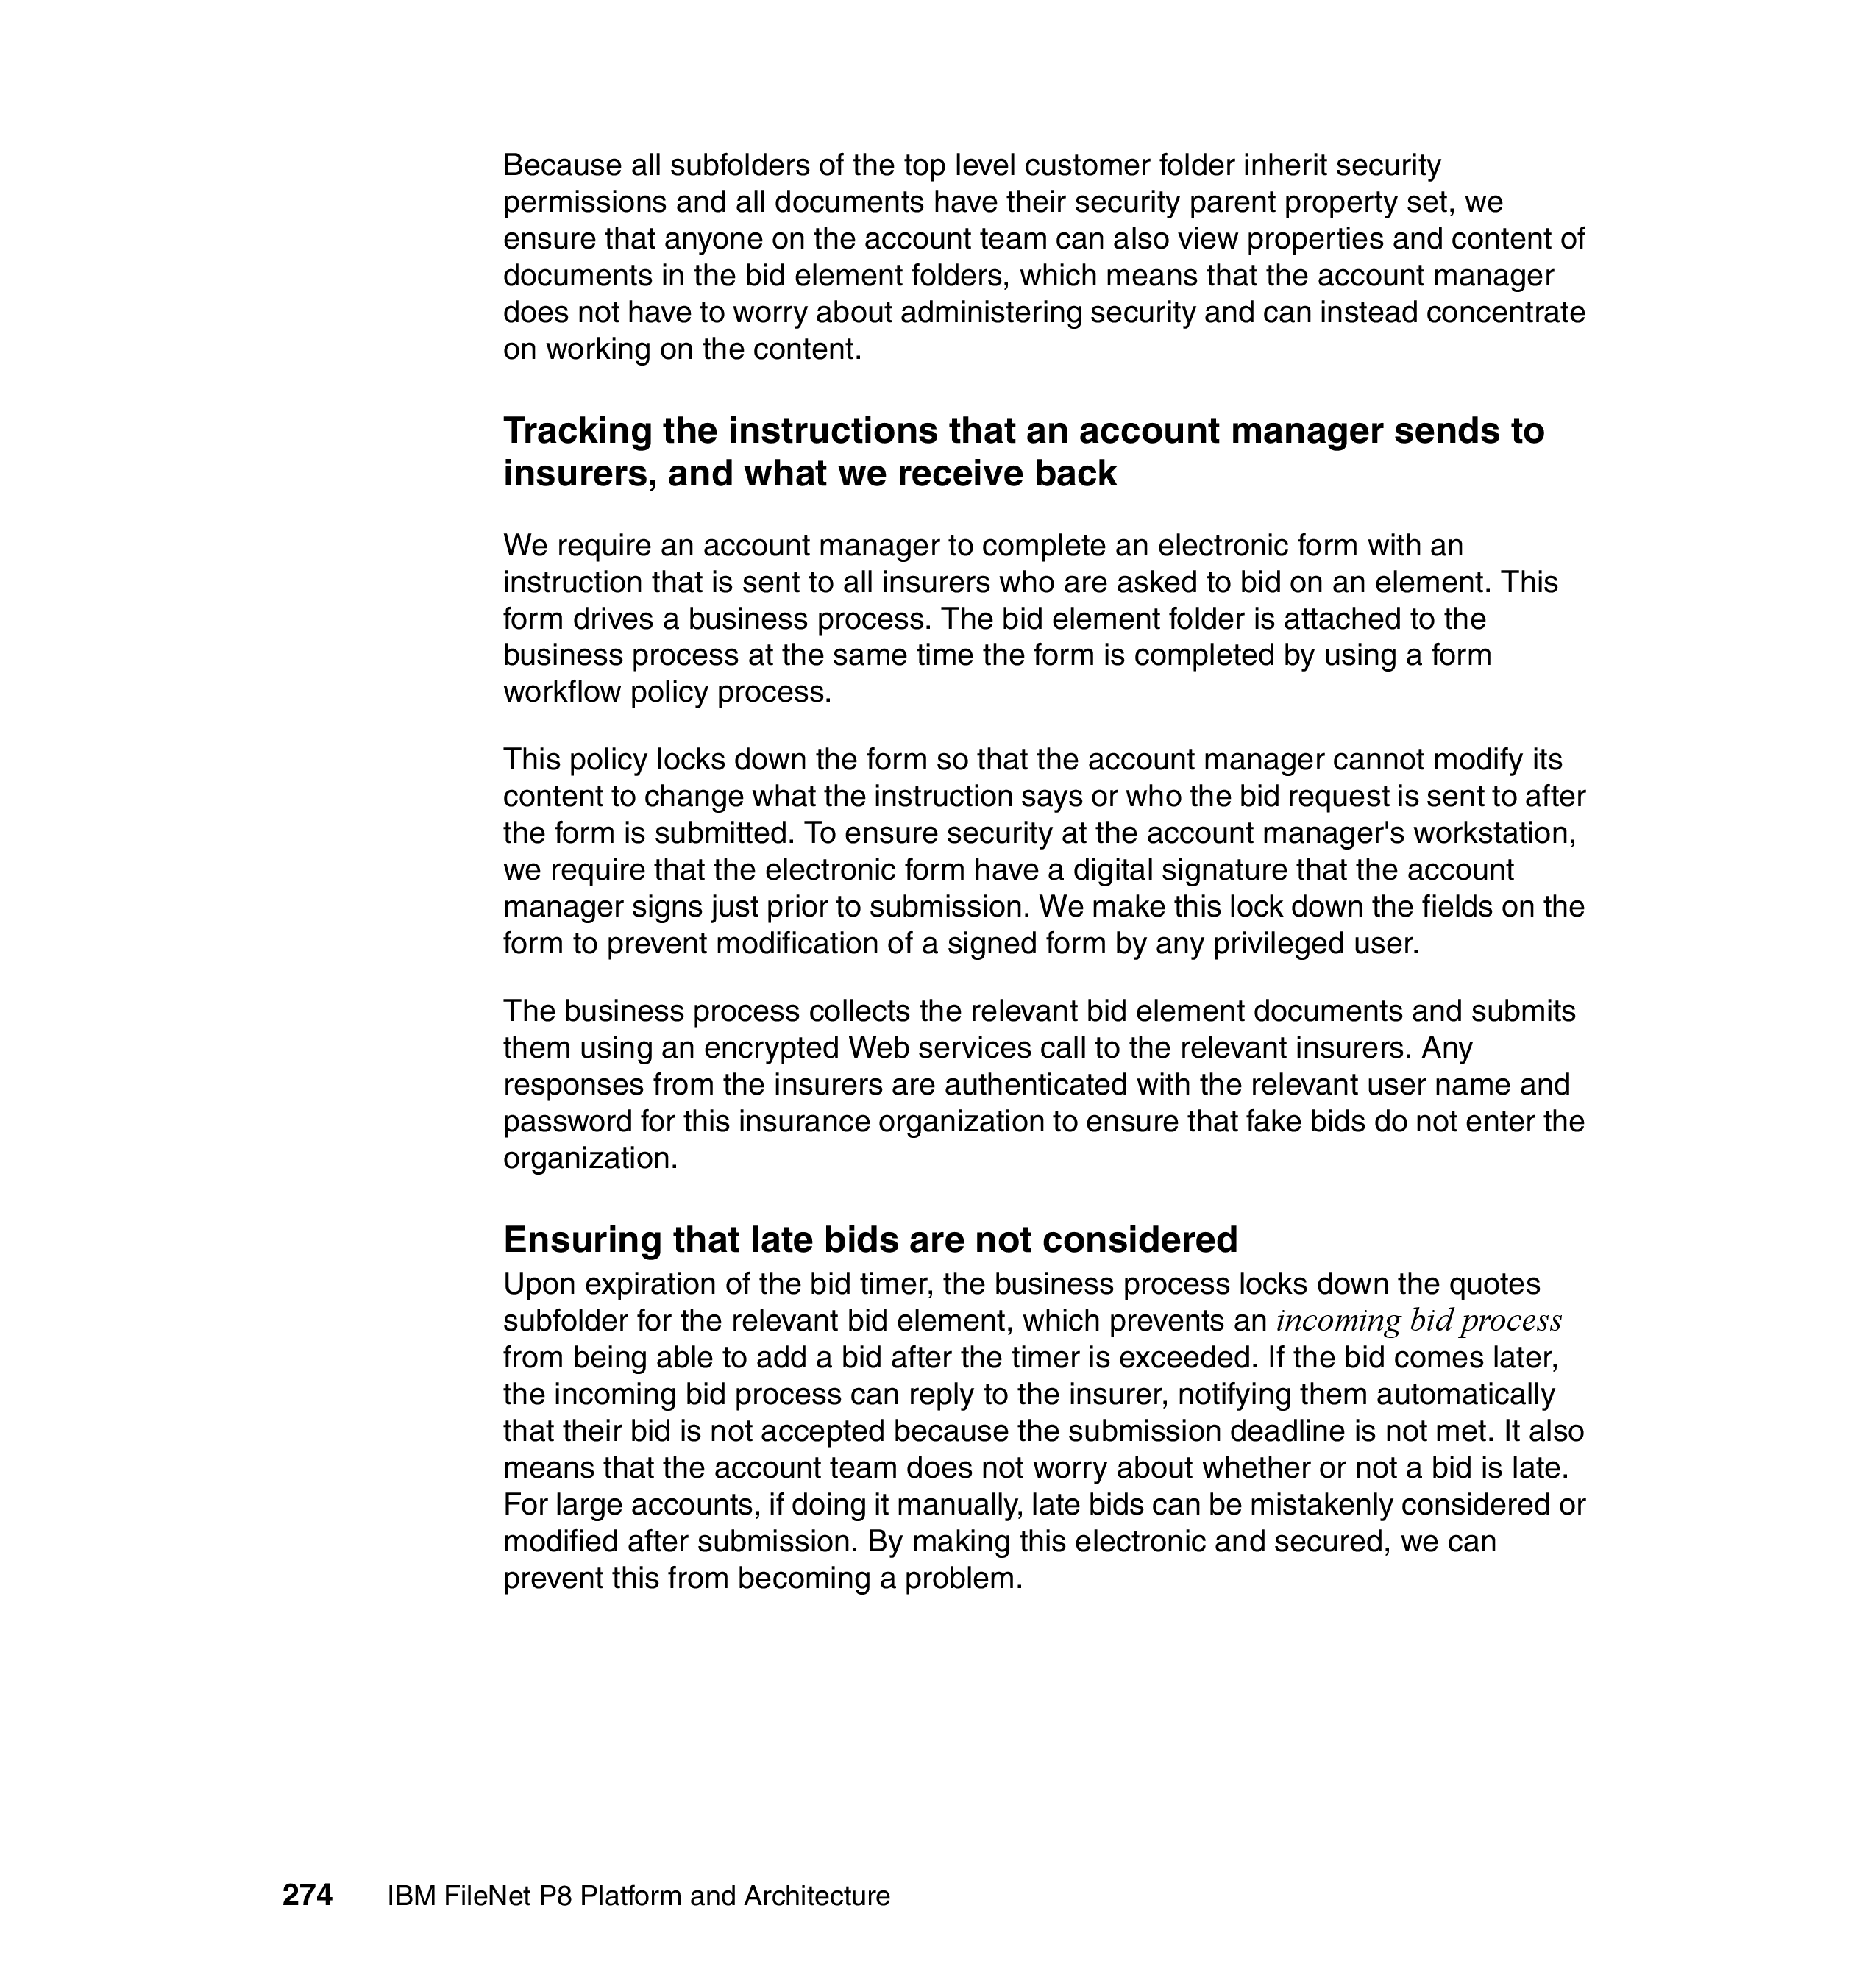 Because all subfolders of the top level customer folder inherit security
permissions and all documents have their security parent property set, we
ensure that anyone on the account team can also view properties and content of
documents in the bid element folders, which means that the account manager
does not have to worry about administering security and can instead concentrate
on working on the content.
Tracking the instructions that an account manager sends to
insurers, and what we receive back
We require an account manager to complete an electronic form with an
instruction that is sent to all insurers who are asked to bid on an element. This
form drives a business process. The bid element folder is attached to the
business process at the same time the form is completed by using a form
workflow policy process.
This policy locks down the form so that the account manager cannot modify its
content to change what the instruction says or who the bid request is sent to after
the form is submitted. To ensure security at the account manager's workstation,
we require that the electronic form have a digital signature that the account
manager signs just prior to submission. We make this lock down the fields on the
form to prevent modification of a signed form by any privileged user.
The business process collects the relevant bid element documents and submits
them using an encrypted Web services call to the relevant insurers. Any
responses from the insurers are authenticated with the relevant user name and
password for this insurance organization to ensure that fake bids do not enter the
organization.
Ensuring that late bids are not considered
Upon expiration of the bid timer, the business process locks down the quotes
subfolder for the relevant bid element, which prevents an incoming bid process
from being able to add a bid after the timer is exceeded. If the bid comes later,
the incoming bid process can reply to the insurer, notifying them automatically
that their bid is not accepted because the submission deadline is not met. It also
means that the account team does not worry about whether or not a bid is late.
For large accounts, if doing it manually, late bids can be mistakenly considered or
modified after submission. By making this electronic and secured, we can
prevent this from becoming a problem.
274 IBM FileNet P8 Platform and Architecture